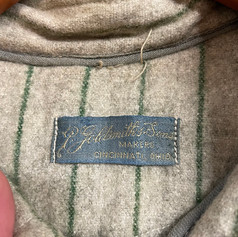 P. Goldsmith's Sons
MAKERS
CINCINNATI, OHIO